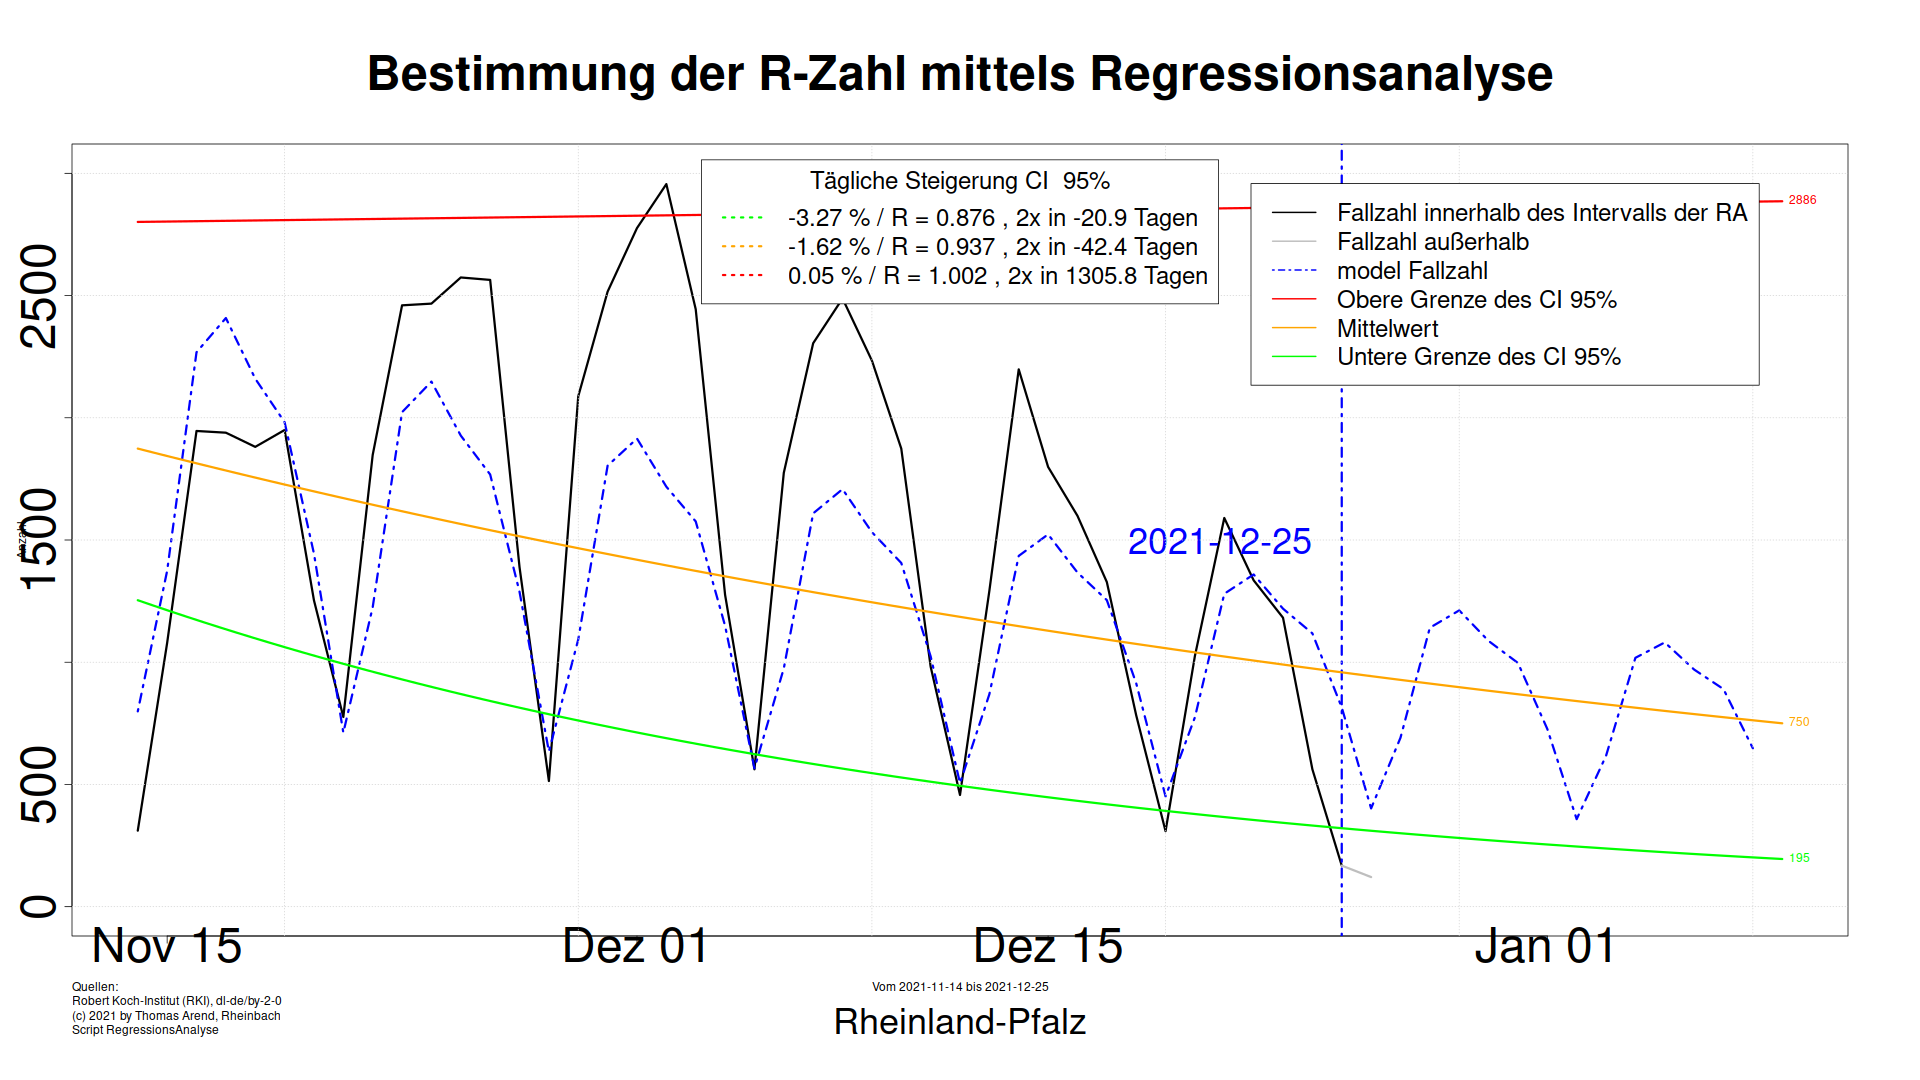 Bestimmung der R-Zahl mittels Regressionsanalyse
Tägliche Steigerung CI 95%
-3.27 % / R = 0.876 , 2x in -20.9 Tagen
-1.62 % / R = 0.937 , 2x in -42.4 Tagen
0.05 % / R = 1.002 , 2x in 1305.8 Tagen
Fallzahl innerhalb des Intervalls der RA
Fallzahl außerhalb
model Fallzahl
Obere Grenze des CI 95%
Mittelwert
Untere Grenze des CI 95%
2886
2500
2021-12-25
1500
Anzahl
750
500
195
0
Nov 15
Dez 01
Dez 15
Jan 01
Quellen:
Robert Koch-Institut (RKI), dl-de/by-2-0
(c) 2021 by Thomas Arend, Rheinbach
Script RegressionsAnalyse
Vom 2021-11-14 bis 2021-12-25
Rheinland-Pfalz